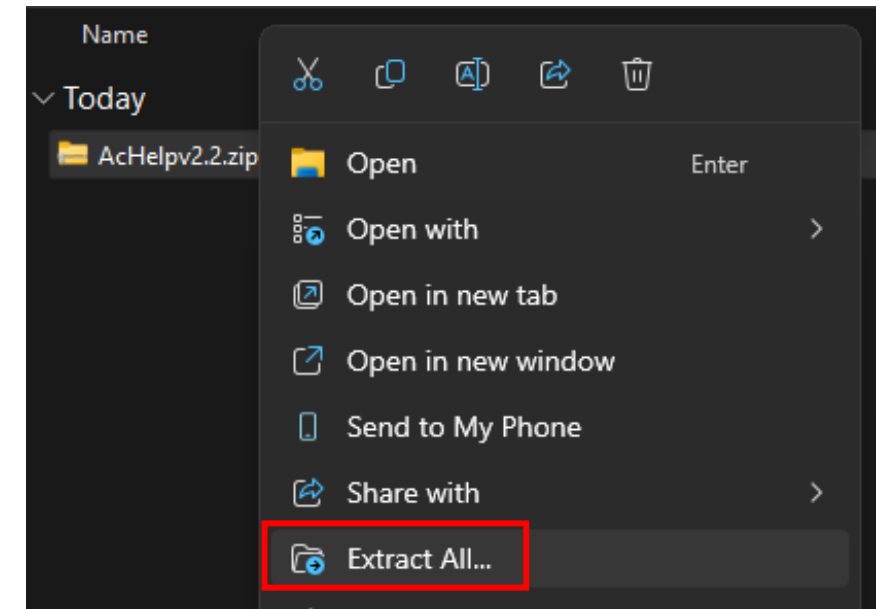 Name
Today
AcHelpv2.2.zip
Open Enter
Open with
Open in new tab
Open in new window
Send to My Phone
Share with
Extract All...